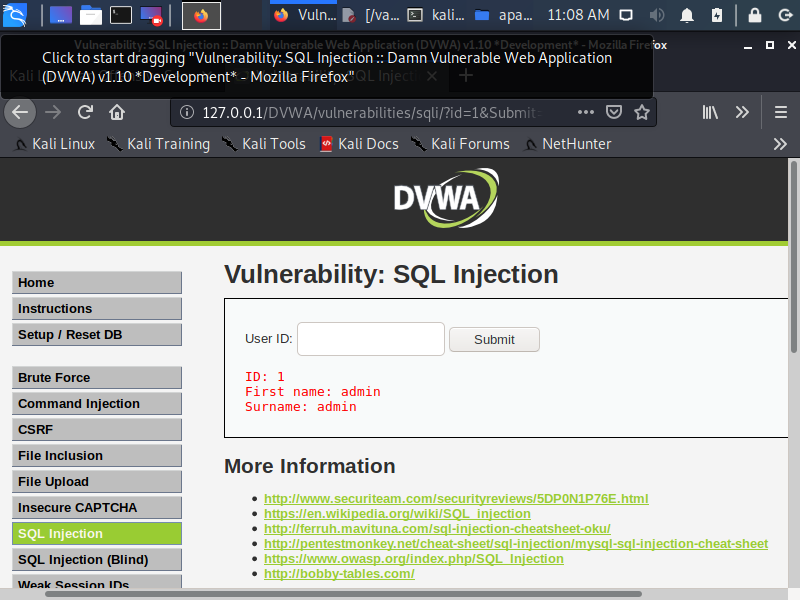 Vuln...
[/va...
kali...
apa...
11:08 AM
Vulnerability: SQL Injection :: Damn Vulnerable Web Application (DVWA) v1.10 *Development* - Mozilla Firefox
Click to start dragging "Vulnerability: SQL Injection :: Damn Vulnerable Web Application
(DVWA) v1.10 *Development* - Mozilla Firefox"
127.0.0.1/DVWA/vulnerabilities/sqli/?id=1&Submit
Kali Linux
Kali Training
Kali Tools
Kali Docs
Kali Forums
NetHunter
DVWA
Home
Instructions
Setup / Reset DB
Brute Force
Command Injection
CSRF
File Inclusion
File Upload
Insecure CAPTCHA
SQL Injection
SQL Injection (Blind)
Weak Session IDs
Vulnerability: SQL Injection
User ID:
Submit
ID: 1
First name: admin
Surname: admin
More Information
http://www.securiteam.com/securityreviews/5DP0N1P76E.html
https://en.wikipedia.org/wiki/SQL_injection
http://ferruh.mavituna.com/sql-injection-cheatsheet-oku/
http://pentestmonkey.net/cheat-sheet/sql-injection/mysql-sql-injection-cheat-sheet
https://www.owasp.org/index.php/SQL_Injection
http://bobby-tables.com/